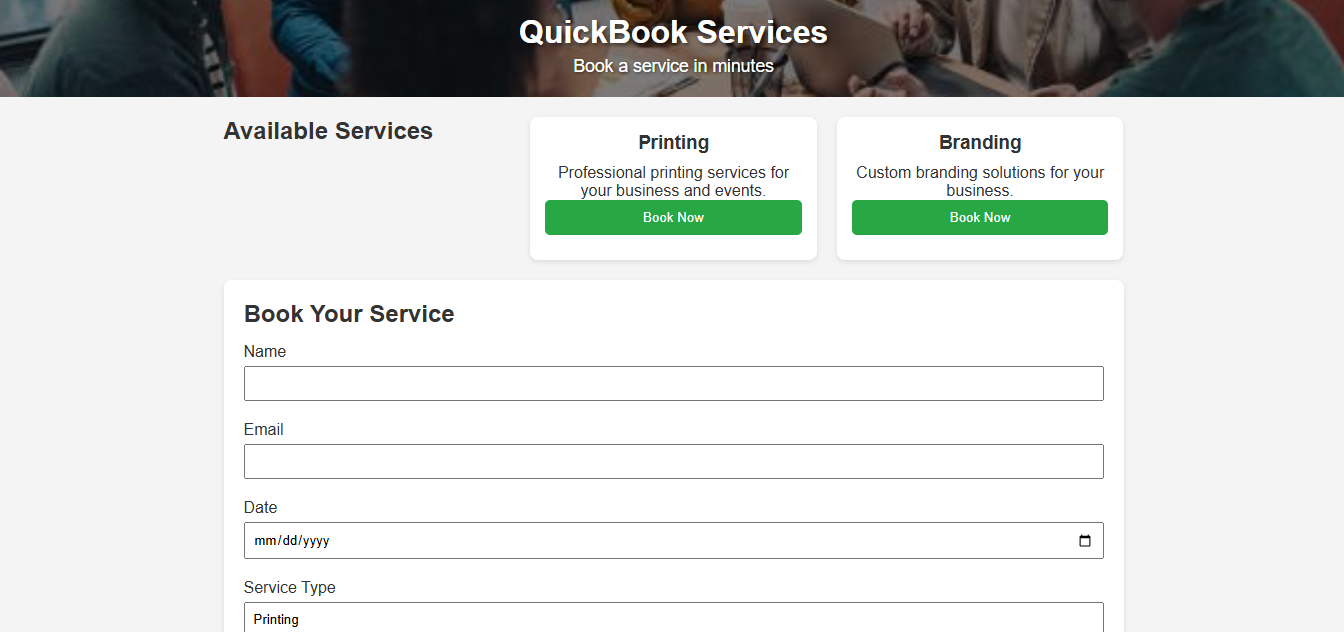 QuickBook Services
Book a service in minutes
Available Services
Printing
Professional printing services for
your business and events.
Book Now
Branding
Custom branding solutions for your
business.
Book Now
Book Your Service
Name
Email
Date
mm/dd/yyyy
Service Type
Printing